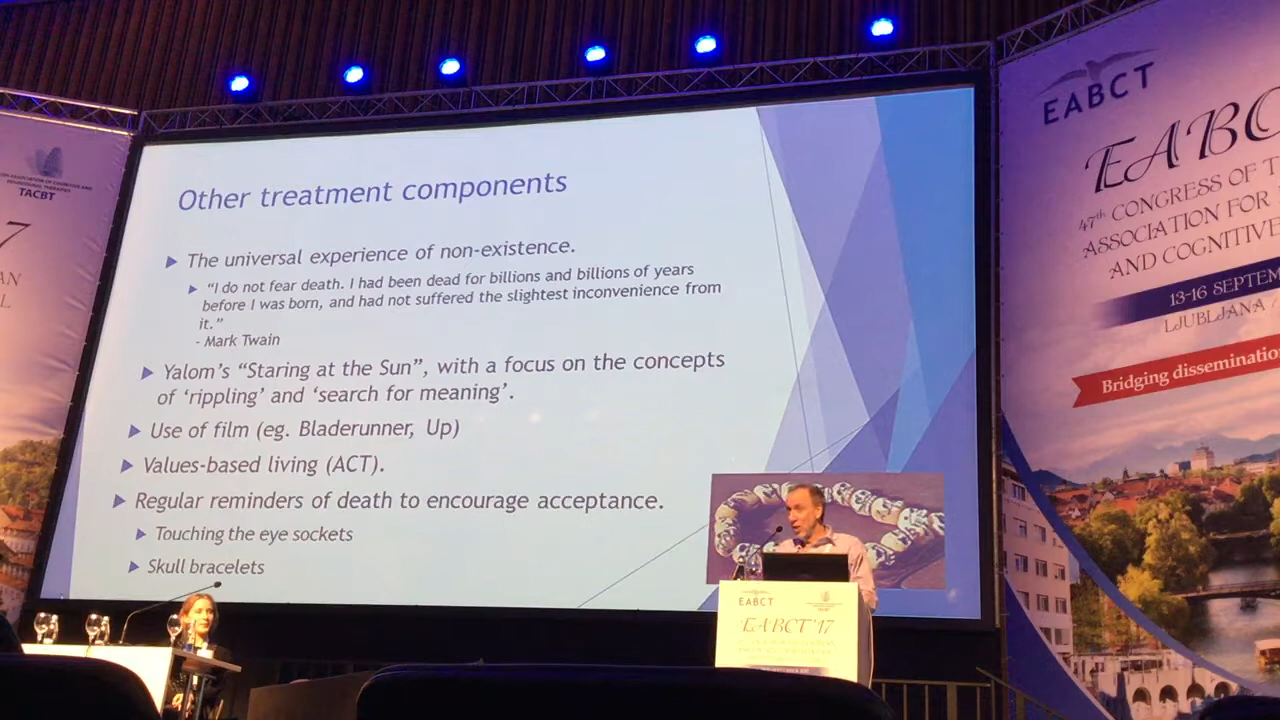 Other treatment components
The universal experience of non-existence.
"I do not fear death. I had been dead for billions and billions of years
before I was born, and had not suffered the slightest inconvenience from
it."
- Mark Twain
Yalom's "Staring at the Sun", with a focus on the concepts
of 'rippling' and 'search for meaning'.
Use of film (eg. Bladerunner, Up)
Values-based living (ACT).
Regular reminders of death to encourage acceptance.
Touching the eye sockets
Skull bracelets
TACBT
7
EABCT
EABC
47th CONGRESS OF T
ASSOCIATION FOR
AND COGNITIVE
13-16 SEPTEM
LJUBLJANA /
Bridging disseminatio
EABCT
EABCT'17